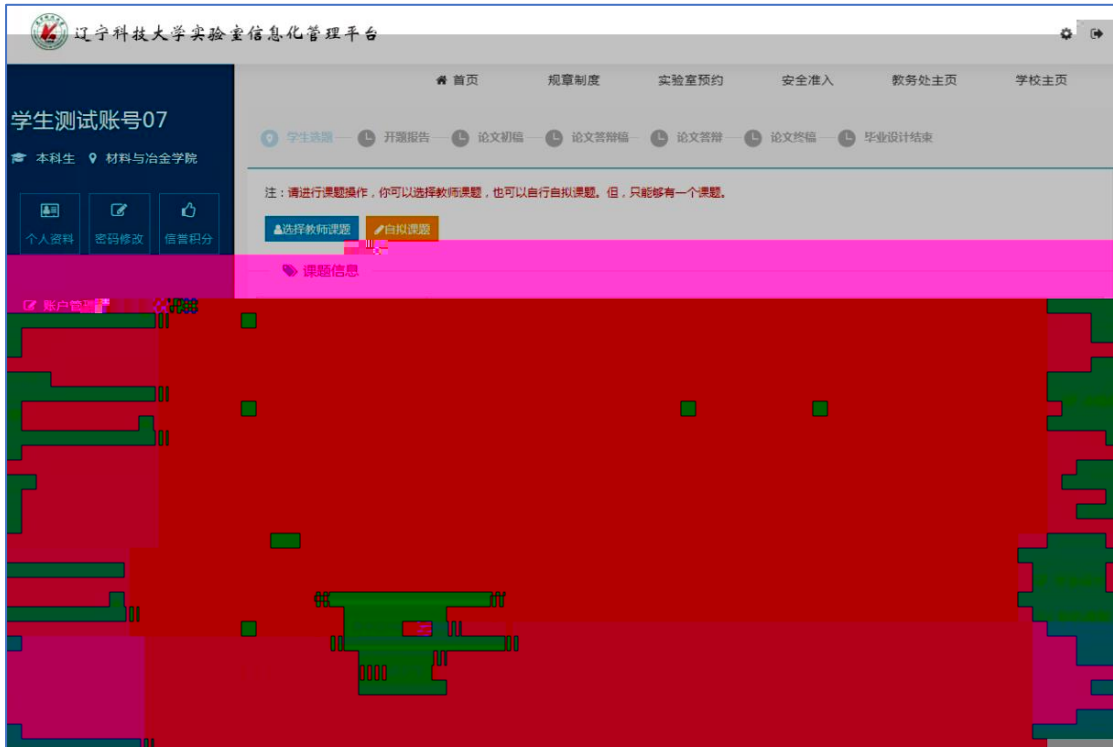 辽宁科技大学实验室信息化管理平台
首页 规章制度 实验室预约 安全准入 教务处主页 学校主页
学生测试账号07
本科生 材料与冶金学院
学生选题 开题报告 论文初稿 论文答辩稿 论文答辩 论文终稿 毕业设计结束
注：请进行课题操作，你可以选择教师课题，也可以自行自拟课题。但，只能够有一个课题。
个人资料 密码修改 信誉积分
选择教师课题 自拟课题
课题信息
账户管理